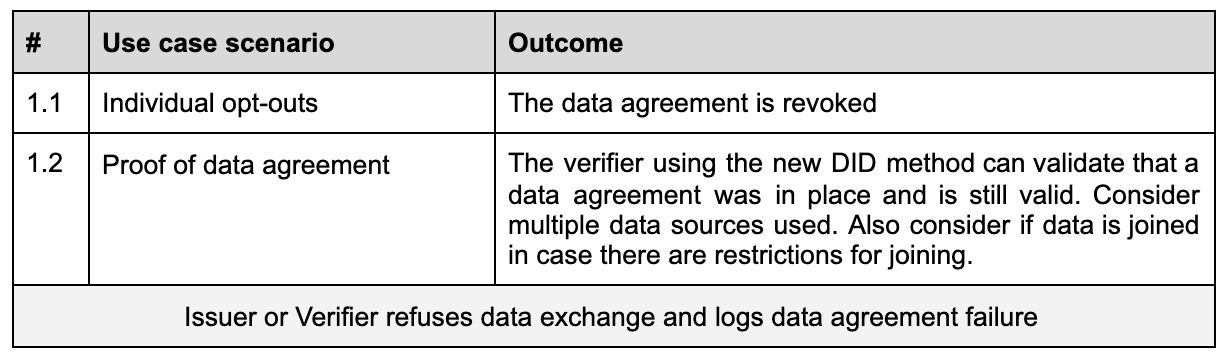 # Use case scenario Outcome
1.1 Individual opt-outs The data agreement is revoked
1.2 Proof of data agreement The verifier using the new DID method can validate that a
data agreement was in place and is still valid. Consider
multiple data sources used. Also consider if data is joined
in case there are restrictions for joining.
Issuer or Verifier refuses data exchange and logs data agreement failure